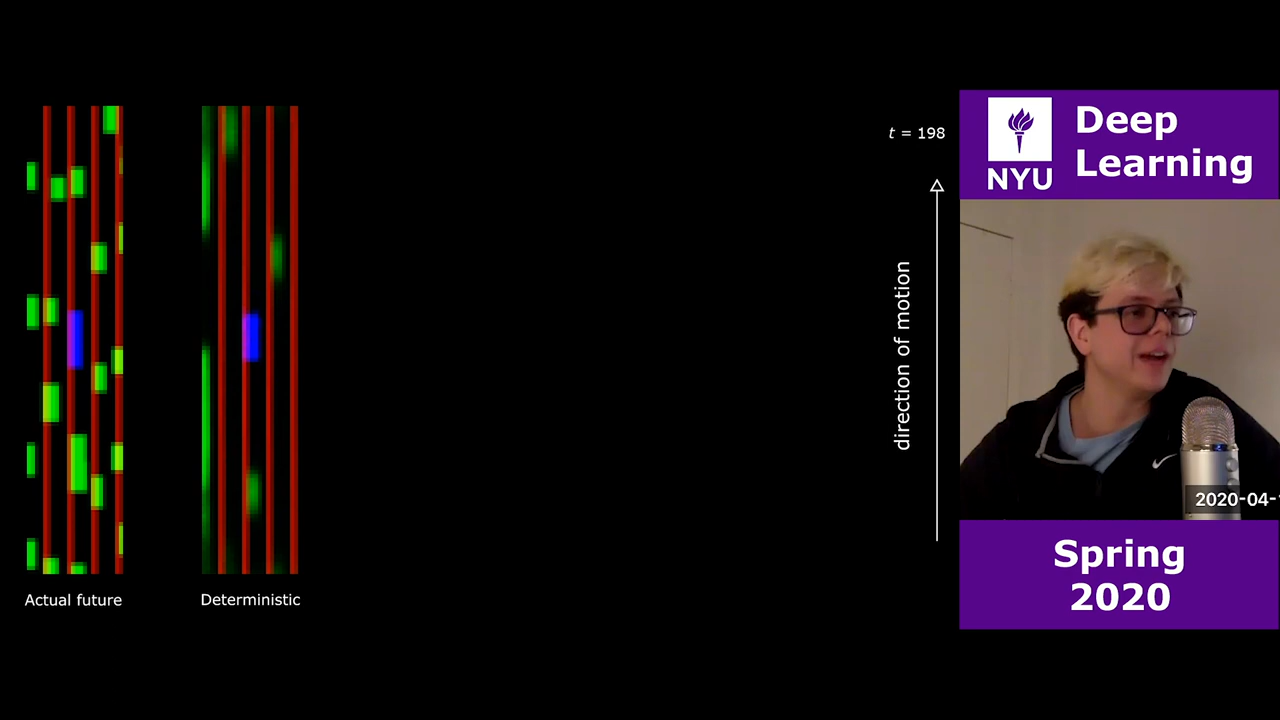 Actual future
Deterministic
t = 198
direction of motion
NYU
Deep
Learning
2020-04-
Spring
2020